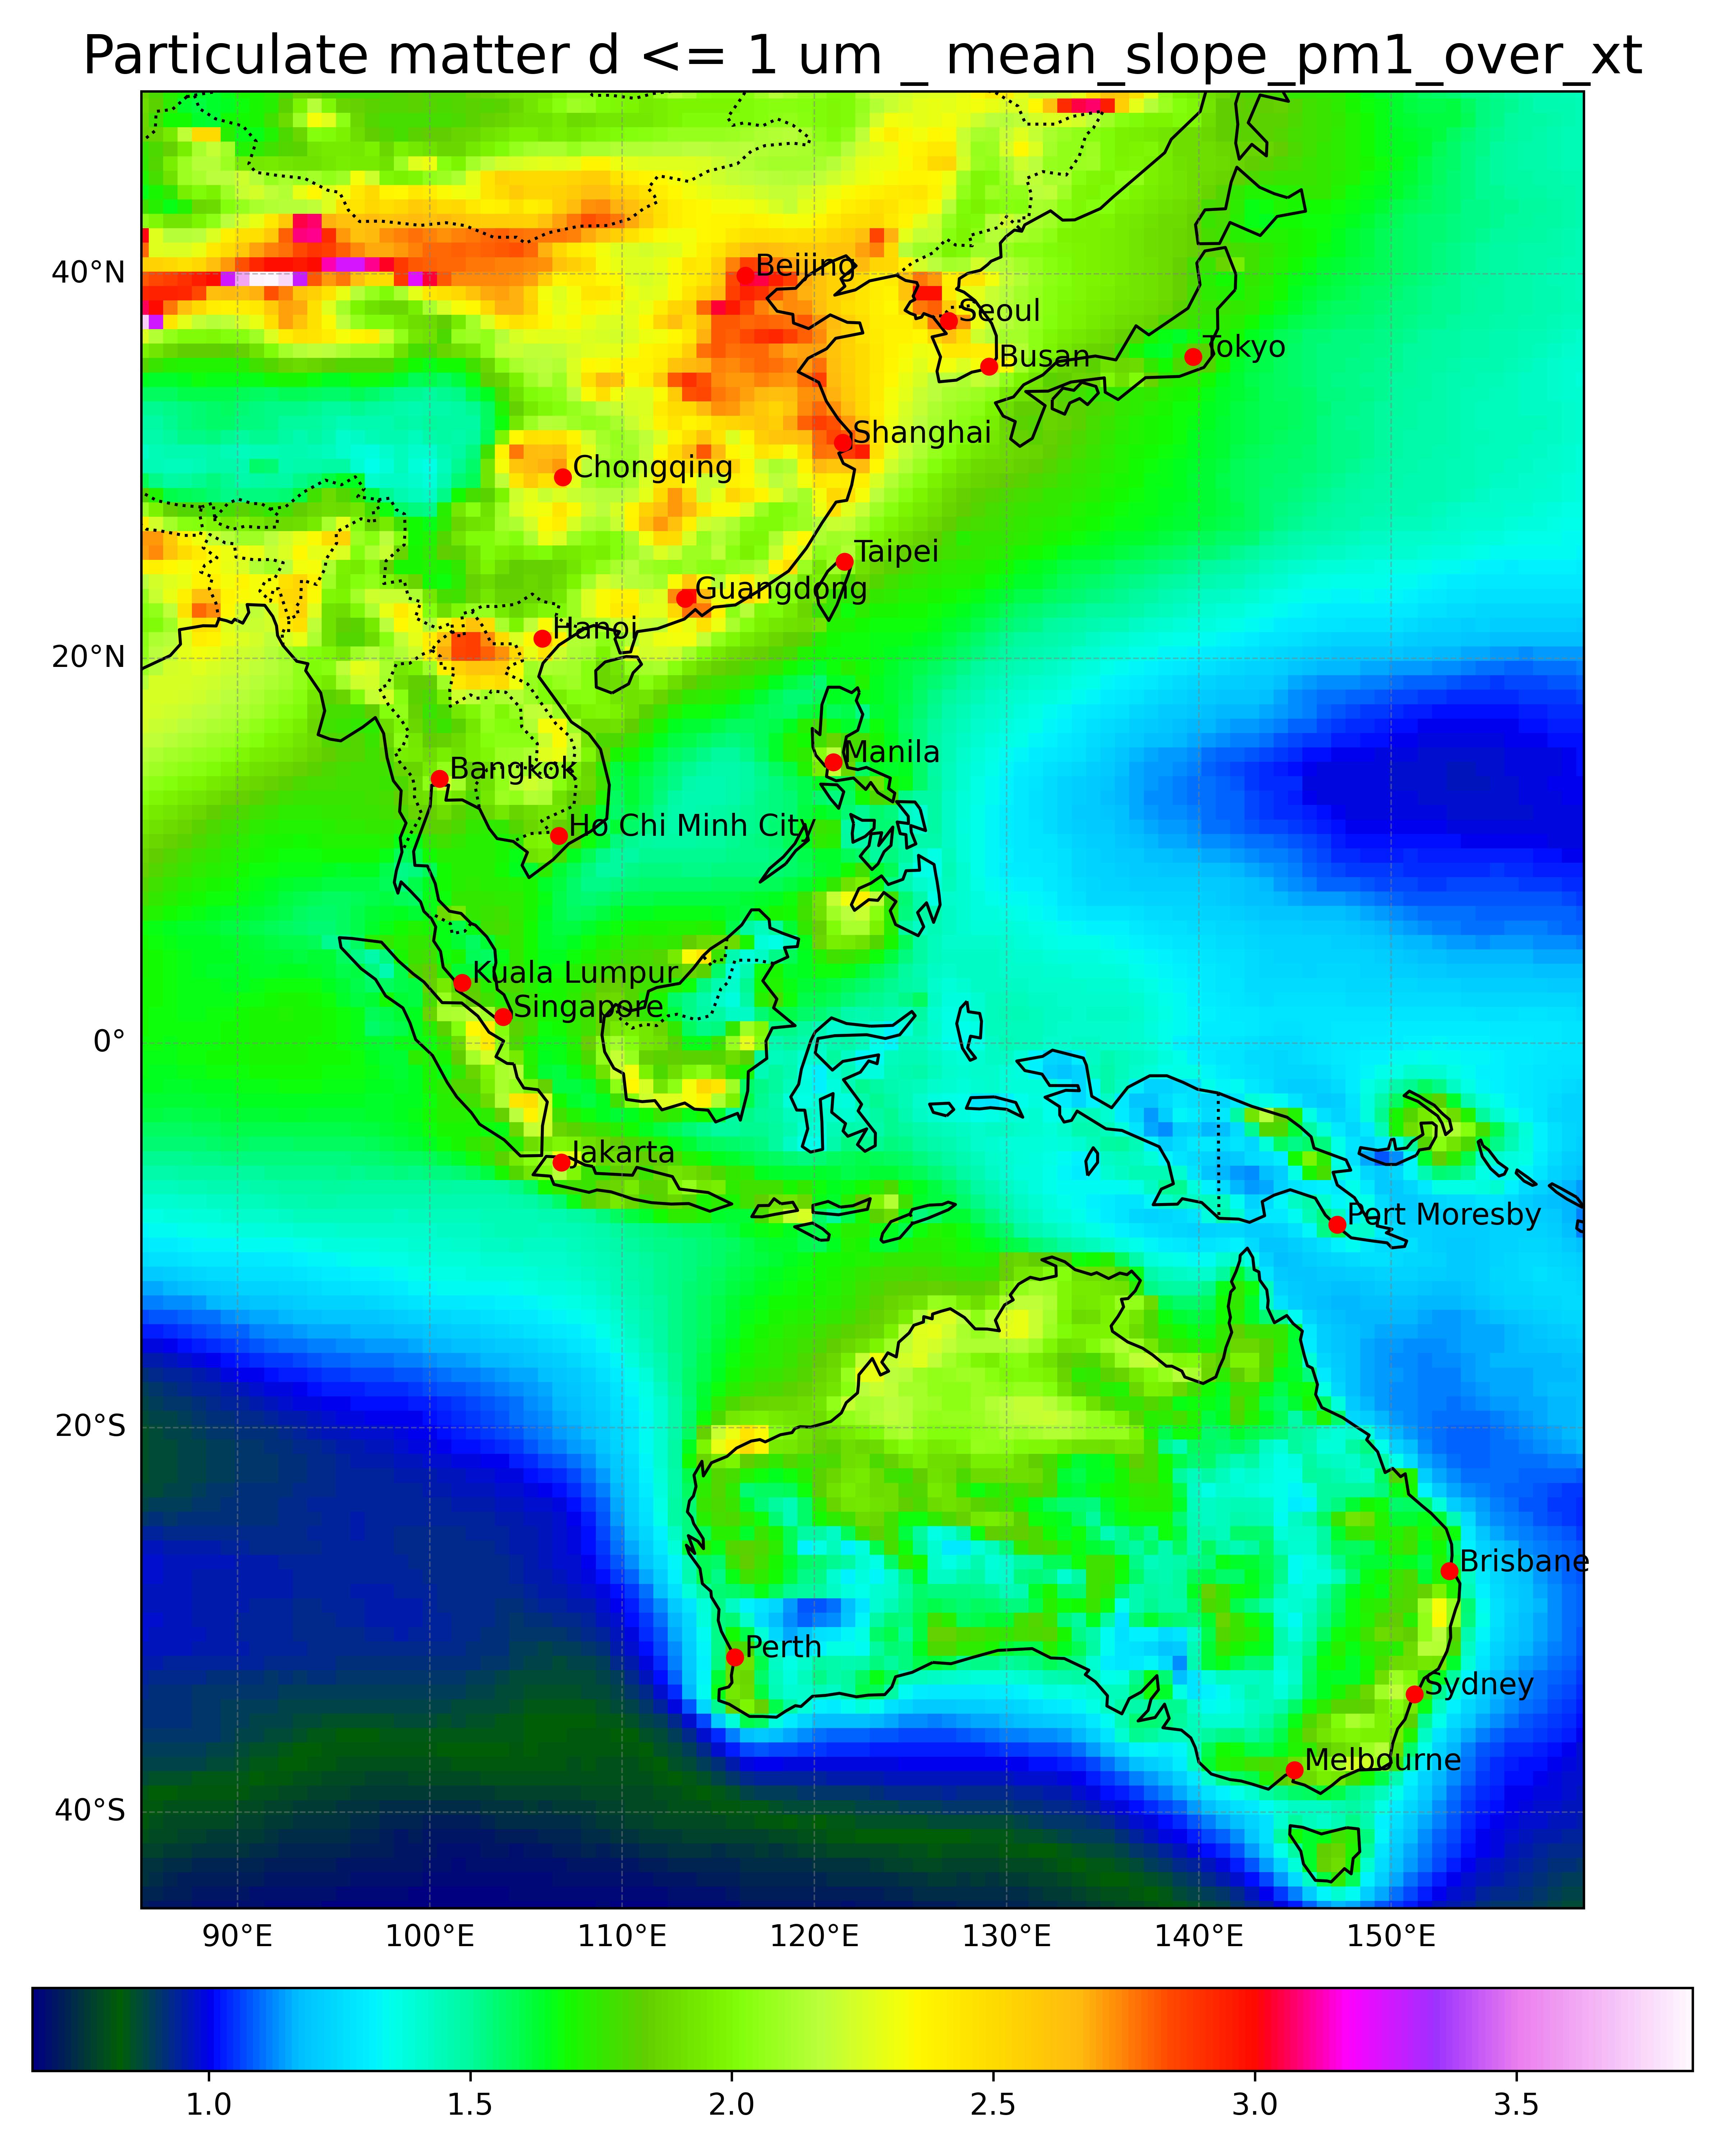 Particulate matter d <= 1 um _ mean_slope_pm1_over_xt
40°N
20°N
0°
20°S
40°S
Beijing
Seoul
Tokyo
Busan
Shanghai
Chongqing
Taipei
Guangdong
Hanoi
Manila
Bangkok
Ho Chi Minh City
Kuala Lumpur
Singapore
Jakarta
Port Moresby
Brisbane
Perth
Sydney
Melbourne
90°E 100°E 110°E 120°E 130°E 140°E 150°E
1.0 1.5 2.0 2.5 3.0 3.5